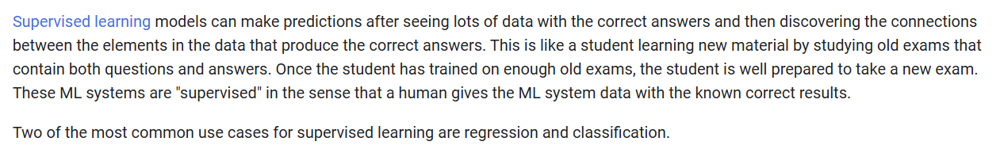 Supervised learning models can make predictions after seeing lots of data with the correct answers and then discovering the connections
between the elements in the data that produce the correct answers. This is like a student learning new material by studying old exams that
contain both questions and answers. Once the student has trained on enough old exams, the student is well prepared to take a new exam.
These ML systems are "supervised" in the sense that a human gives the ML system data with the known correct results.
Two of the most common use cases for supervised learning are regression and classification.